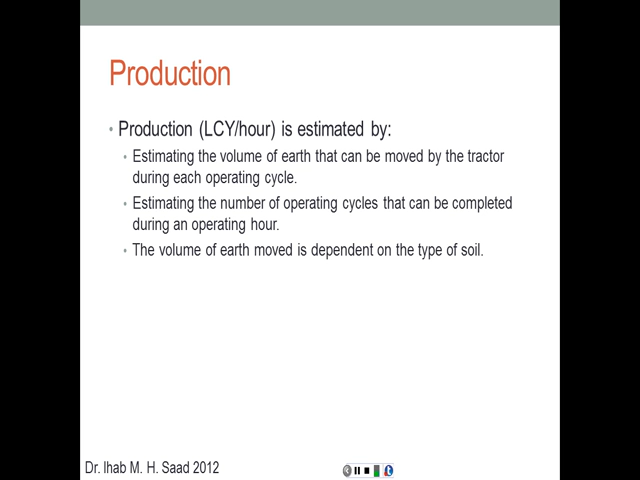 Production
• Production (LCY/hour) is estimated by:
• Estimating the volume of earth that can be moved by the tractor
during each operating cycle.
• Estimating the number of operating cycles that can be completed
during an operating hour.
• The volume of earth moved is dependent on the type of soil.
Dr. Ihab M. H. Saad 2012